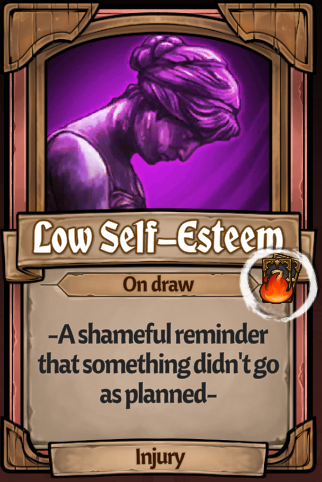 Low Self-Esteem
On draw
-A shameful reminder
that something didn't go
as planned-
Injury